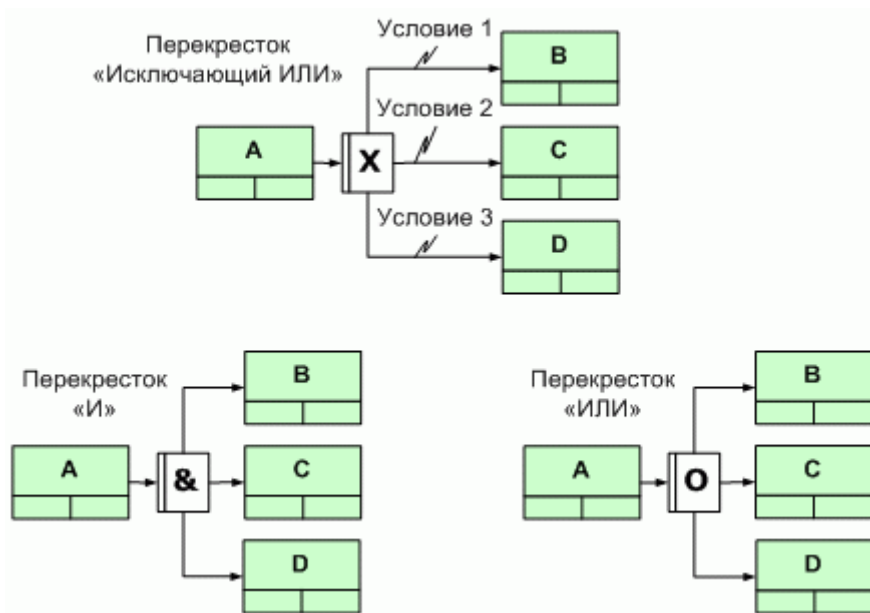 Перекресток
«Исключающий ИЛИ»
Условие 1
B
Условие 2
A
X
C
Условие 3
D
Перекресток
«И»
B
A
&
C
D
Перекресток
«ИЛИ»
B
A
O
C
D